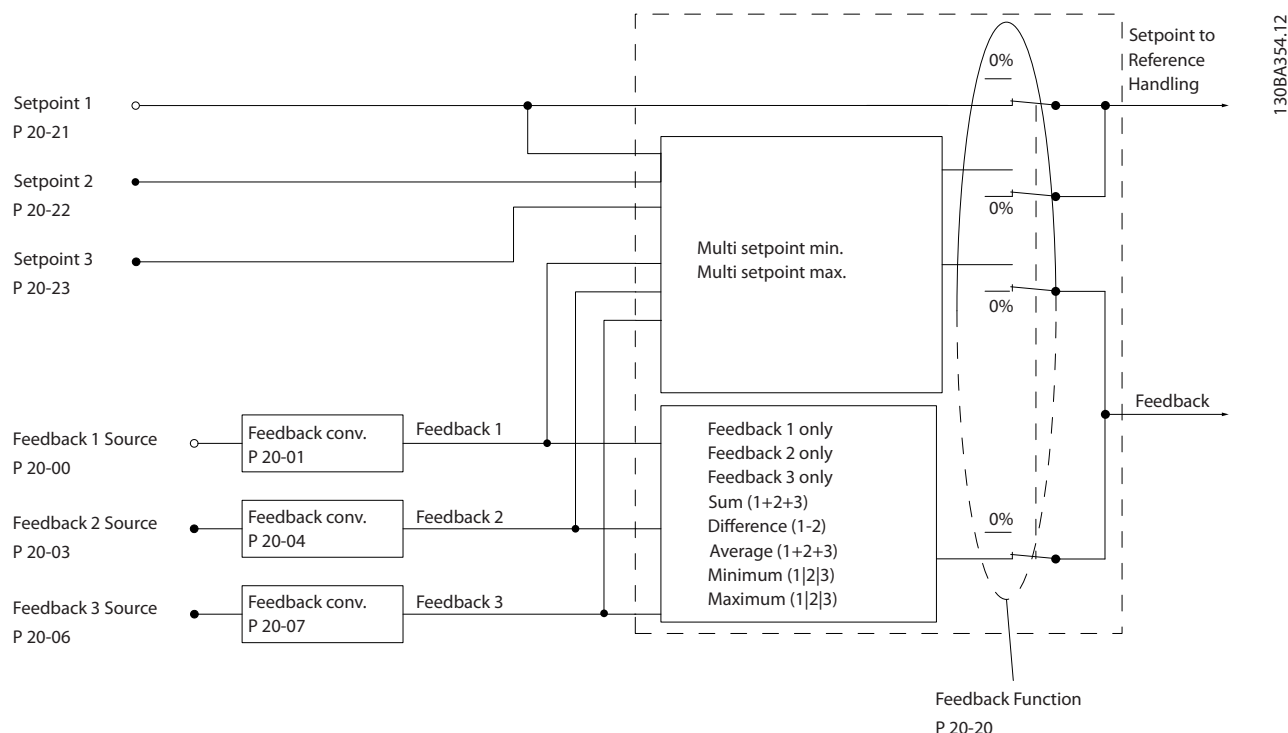 130BA354.12
Setpoint to
Reference
Handling
0%
Setpoint 1
P 20-21
Setpoint 2
P 20-22
0%
Setpoint 3
P 20-23
Multi setpoint min.
Multi setpoint max.
0%
Feedback
Feedback 1 Source
P 20-00
Feedback conv.
P 20-01
Feedback 1
Feedback 2 Source
P 20-03
Feedback conv.
P 20-04
Feedback 2
Feedback 3 Source
P 20-06
Feedback conv.
P 20-07
Feedback 3
Feedback 1 only
Feedback 2 only
Feedback 3 only
Sum (1+2+3)
Difference (1-2)
Average (1+2+3)
Minimum (1|2|3)
Maximum (1|2|3)
0%
Feedback Function
P 20-20